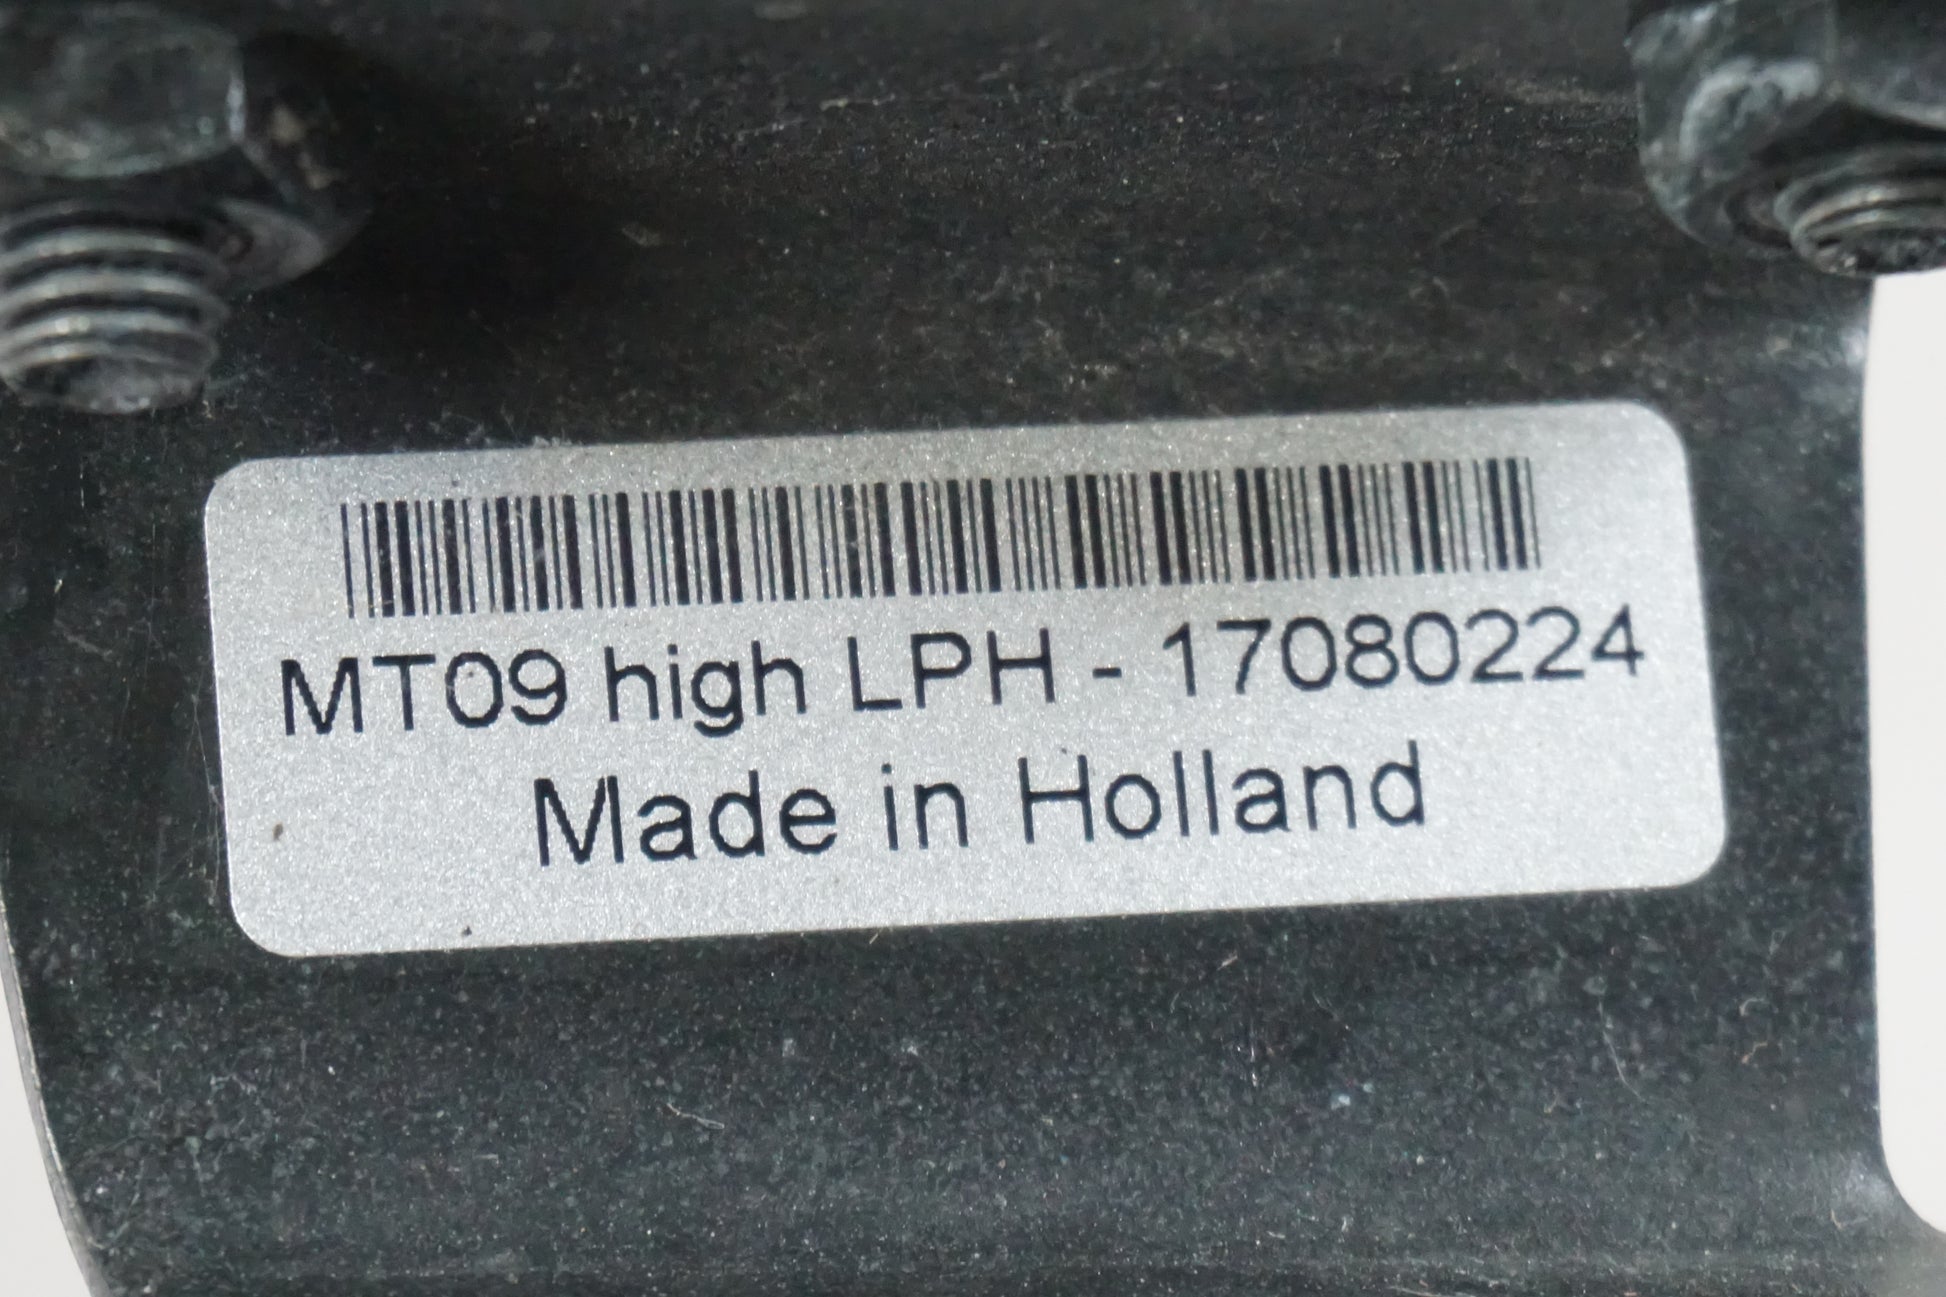 MT09 high LPH - 17080224
Made in Holland